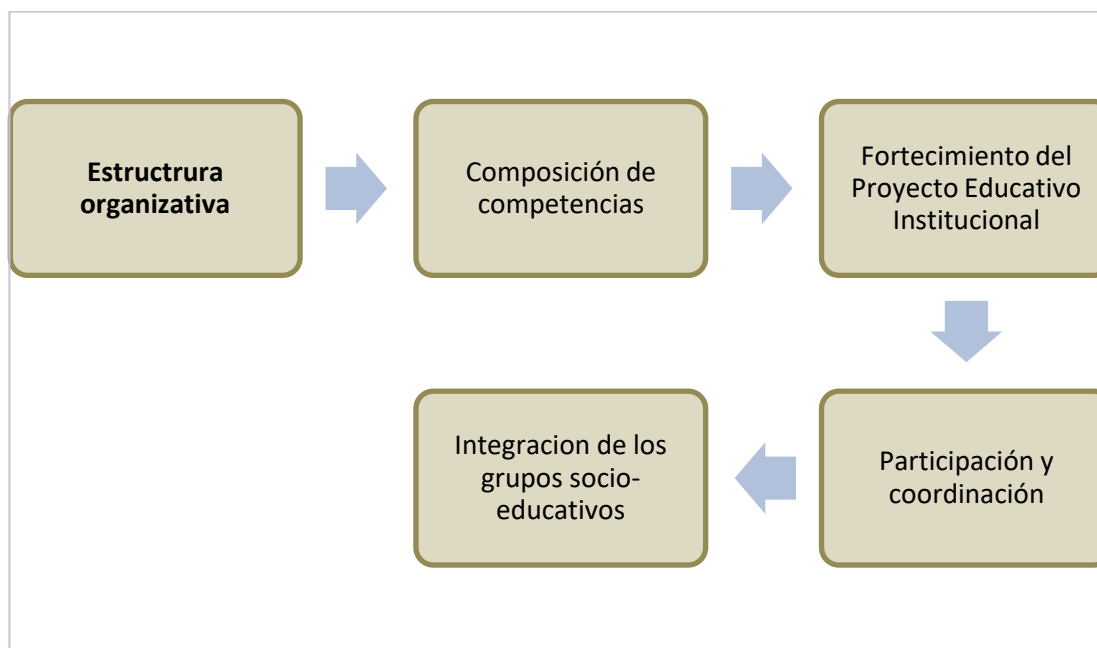 Estructrura
organizativa
Composición de
competencias
Fortecimiento del
Proyecto Educativo
Institucional
Participación y
coordinación
Integracion de los
grupos socio-
educativos